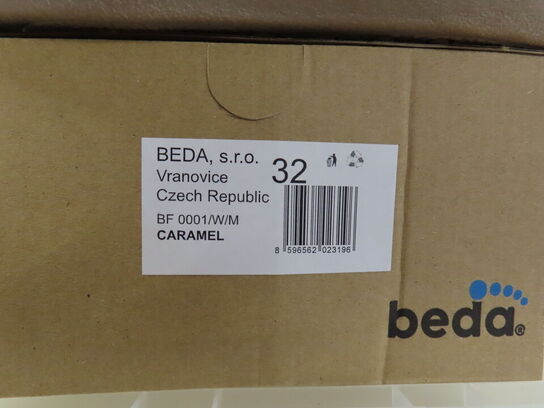 BEDA, s.r.o. 32
Vranovice
Czech Republic
BF 0001/W/M
CARAMEL
8 596562 023196
beda®